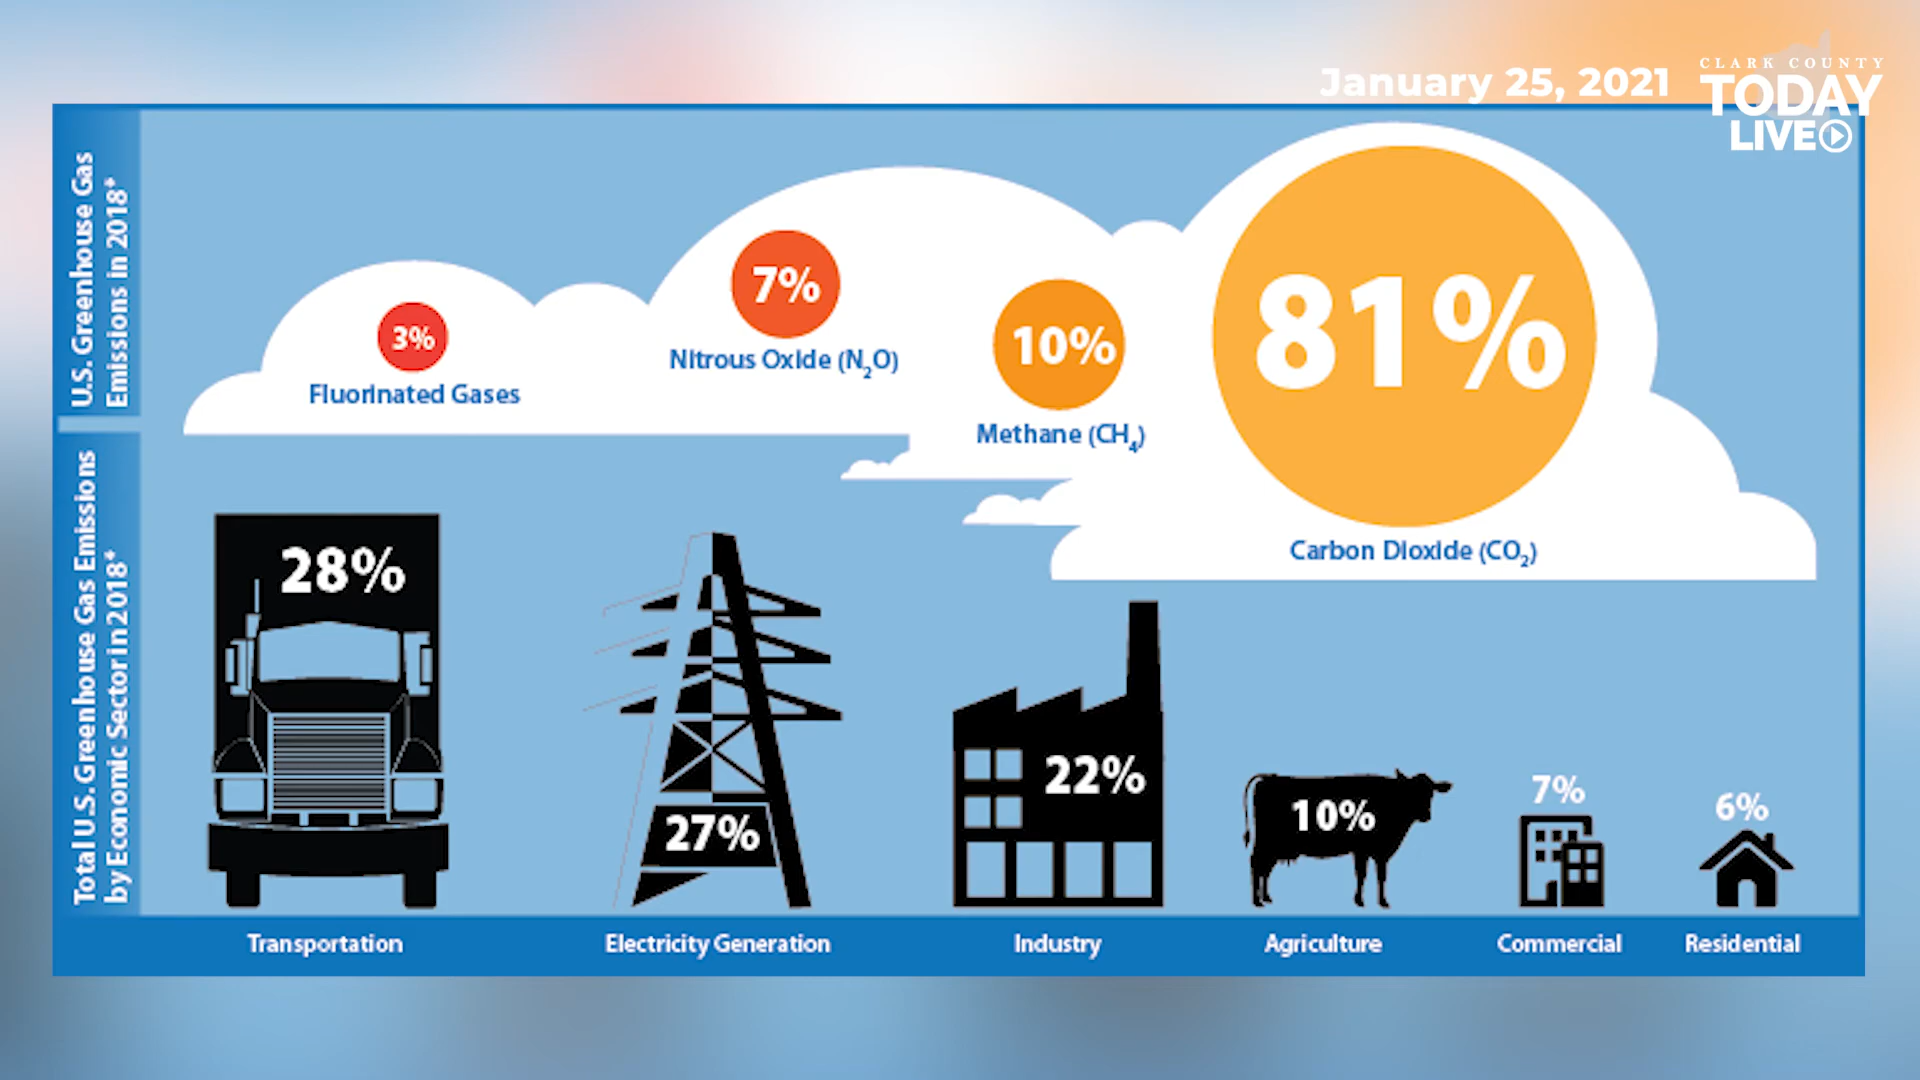 January 25, 2021
CLARK COUNTY
TODAY
LIVE
U.S. Greenhouse Gas
Emissions in 2018*
3%
Fluorinated Gases
7%
Nitrous Oxide (N₂O)
10%
Methane (CH₄)
81%
Carbon Dioxide (CO₂)
Total U.S. Greenhouse Gas Emissions
by Economic Sector in 2018*
28%
27%
22%
10%
7%
6%
Transportation
Electricity Generation
Industry
Agriculture
Commercial
Residential